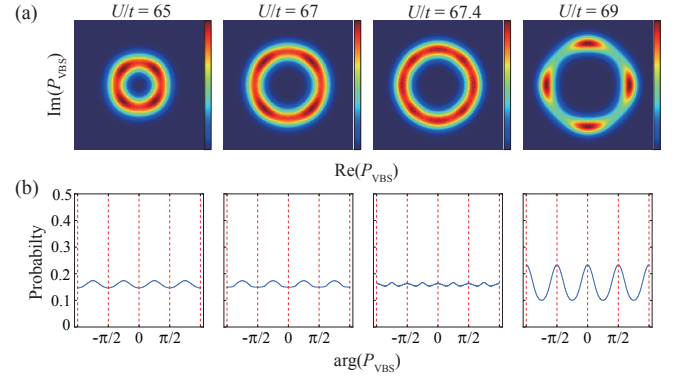 (a)
U/t = 65
U/t = 67
U/t = 67.4
U/t = 69
Im(P_VBS)
Re(P_VBS)
(b)
Probabilty
0.5
0.4
0.3
0.2
0.1
0
-π/2 0 π/2
-π/2 0 π/2
-π/2 0 π/2
-π/2 0 π/2
arg(P_VBS)